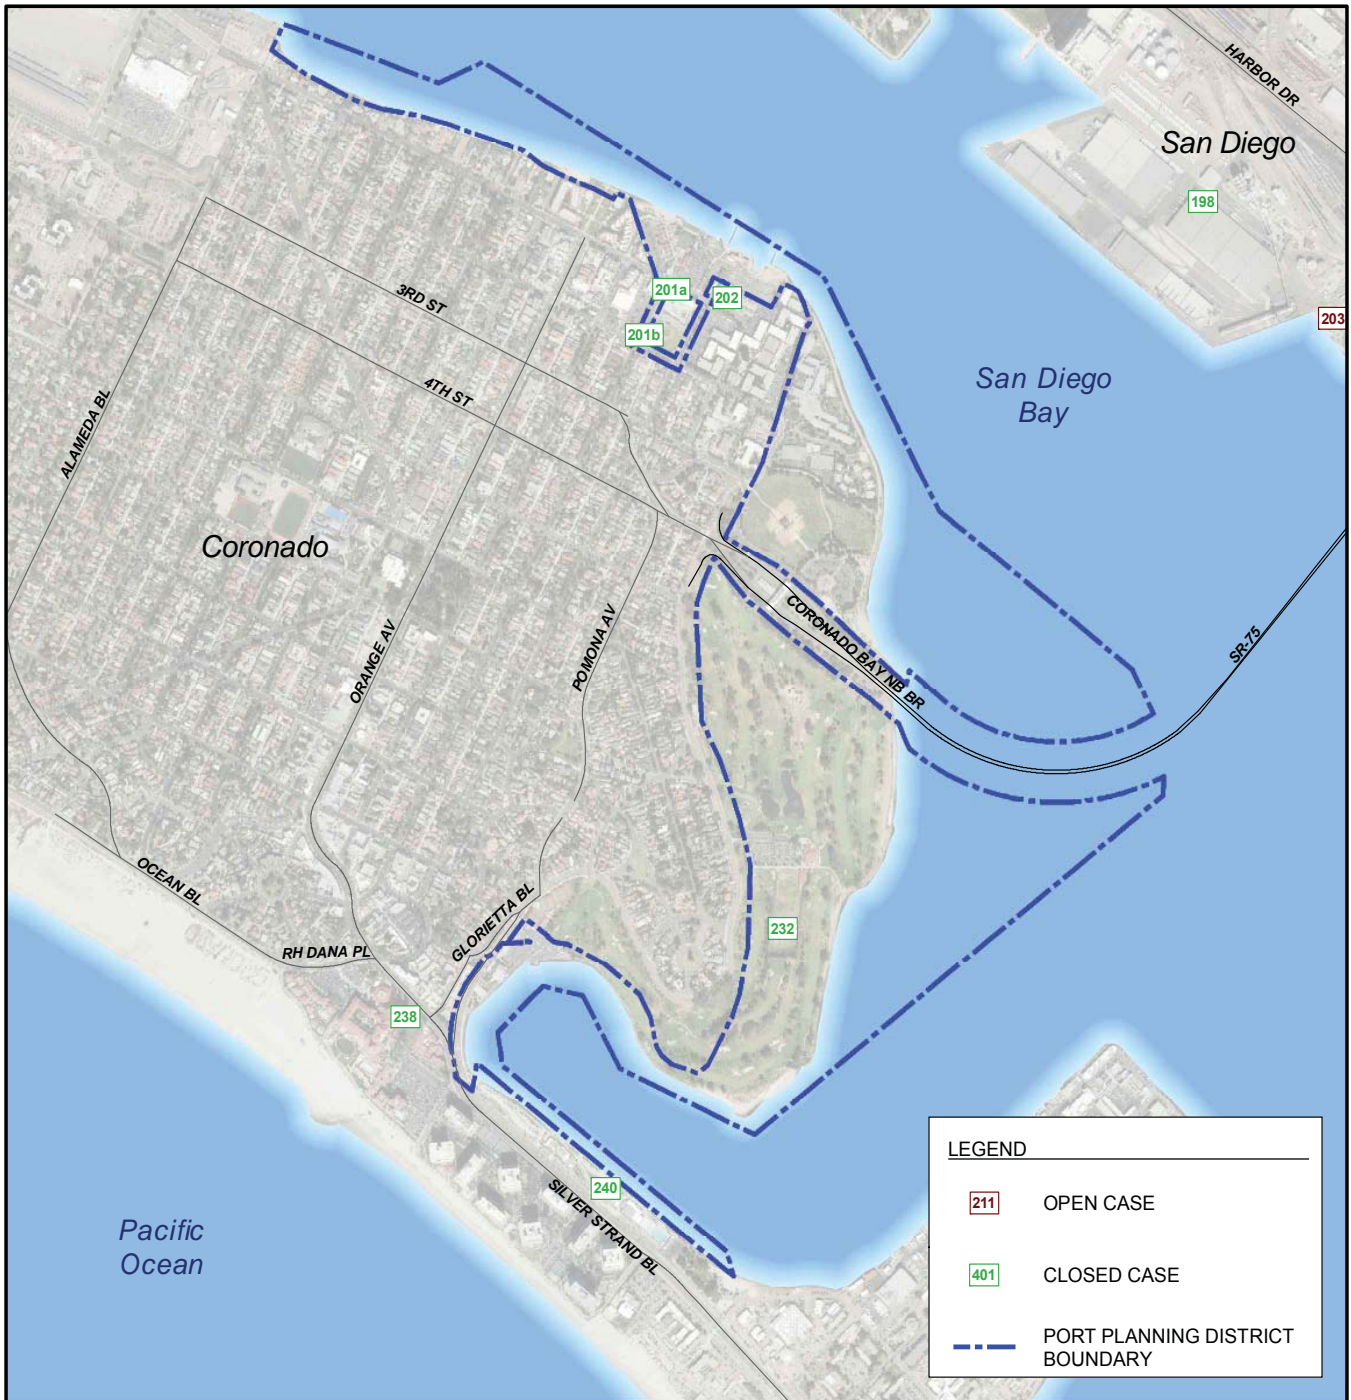 HARBOR DR
San Diego
198
203
201a
202
201b
3RD ST
4TH ST
ALAMEDA BL
San Diego
Bay
Coronado
ORANGE AV
POMONA AV
CORONADO BAY NB BR
SR-75
OCEAN BL
RH DANA PL
GLORIETTA BL
232
238
240
SILVER STRAND BL
Pacific
Ocean
LEGEND
211 OPEN CASE
401 CLOSED CASE
PORT PLANNING DISTRICT
BOUNDARY